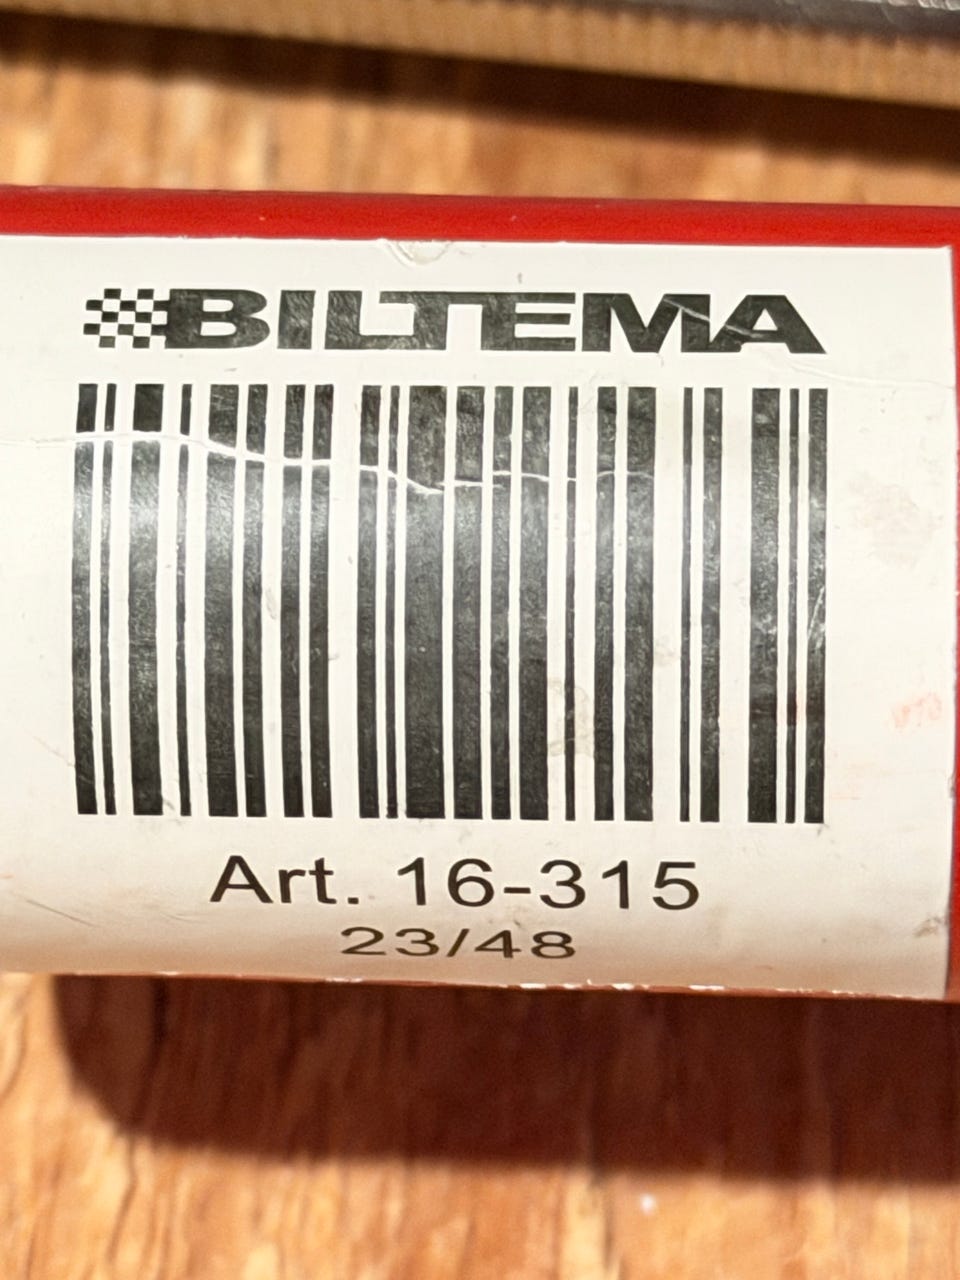 BILTEMA
Art. 16-315
23/48